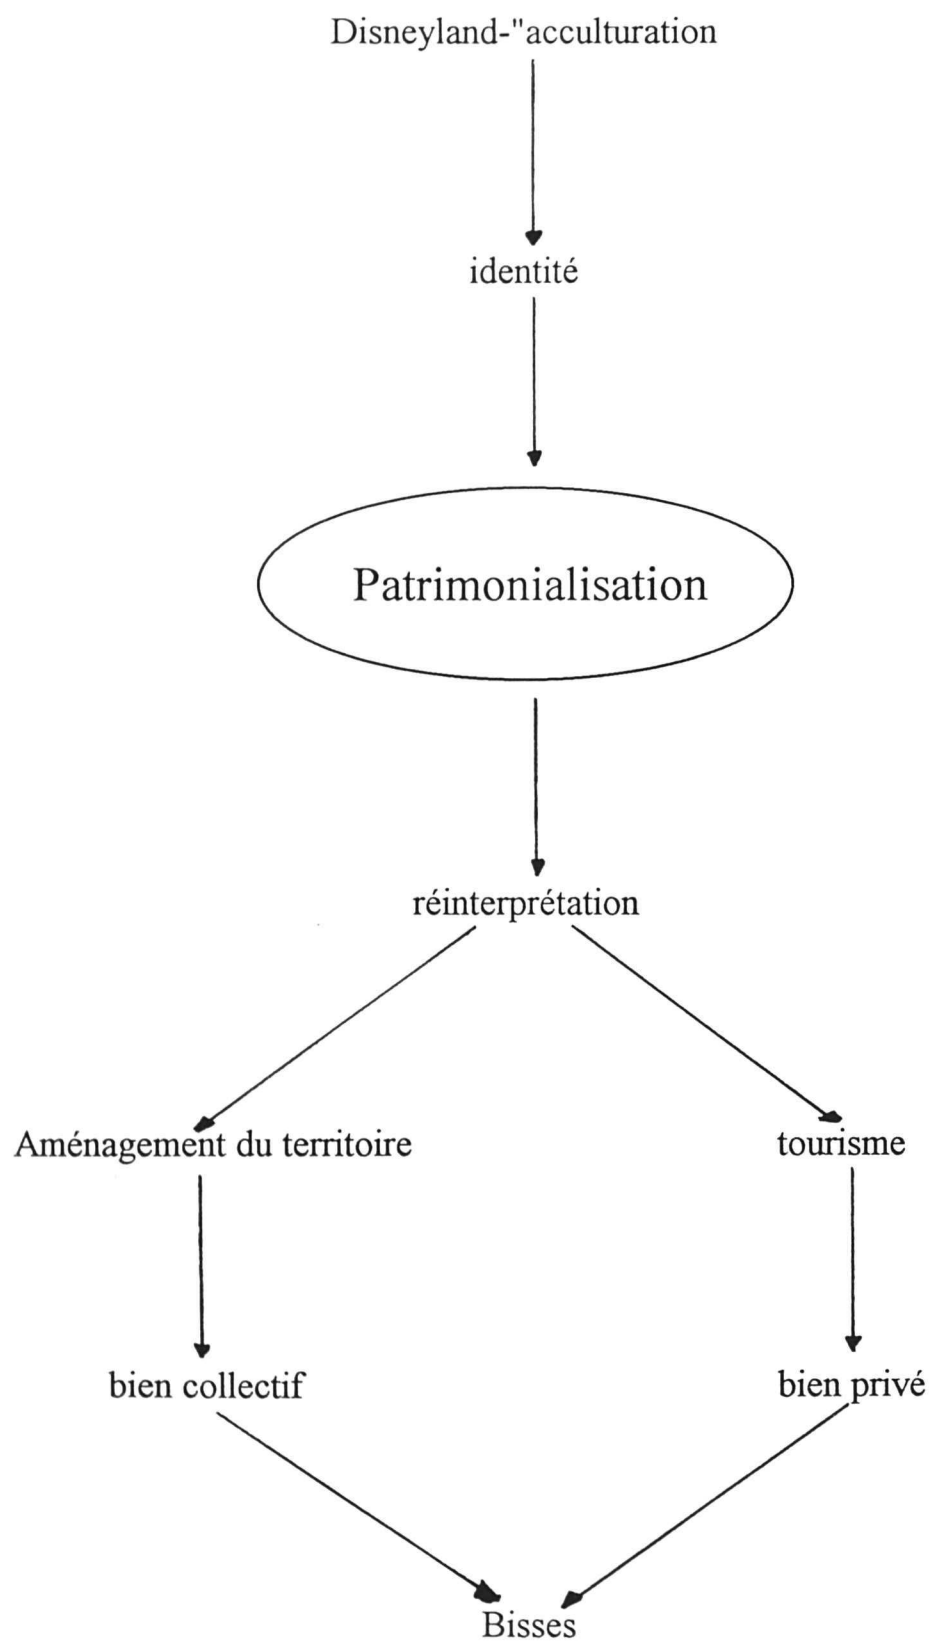 Disneyland-"acculturation
identité
Patrimonialisation
réinterprétation
Aménagement du territoire
tourisme
bien collectif
bien privé
Bisses